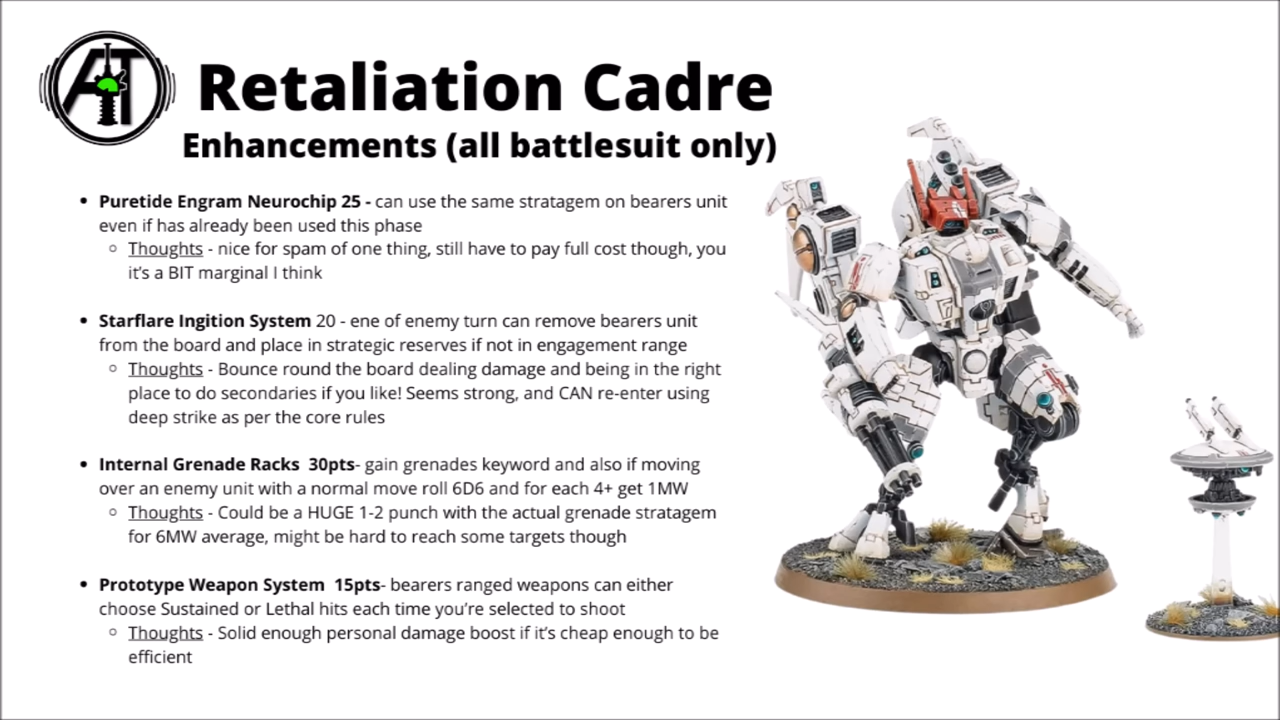 AT
Retaliation Cadre
Enhancements (all battlesuit only)
• Puretide Engram Neurochip 25 - can use the same stratagem on bearers unit
even if has already been used this phase
○ Thoughts - nice for spam of one thing, still have to pay full cost though, you
it's a BIT marginal I think
• Starflare Ingition System 20 - ene of enemy turn can remove bearers unit
from the board and place in strategic reserves if not in engagement range
○ Thoughts - Bounce round the board dealing damage and being in the right
place to do secondaries if you like! Seems strong, and CAN re-enter using
deep strike as per the core rules
• Internal Grenade Racks 30pts- gain grenades keyword and also if moving
over an enemy unit with a normal move roll 6D6 and for each 4+ get 1MW
○ Thoughts - Could be a HUGE 1-2 punch with the actual grenade stratagem
for 6MW average, might be hard to reach some targets though
• Prototype Weapon System 15pts- bearers ranged weapons can either
choose Sustained or Lethal hits each time you're selected to shoot
○ Thoughts - Solid enough personal damage boost if it's cheap enough to be
efficient